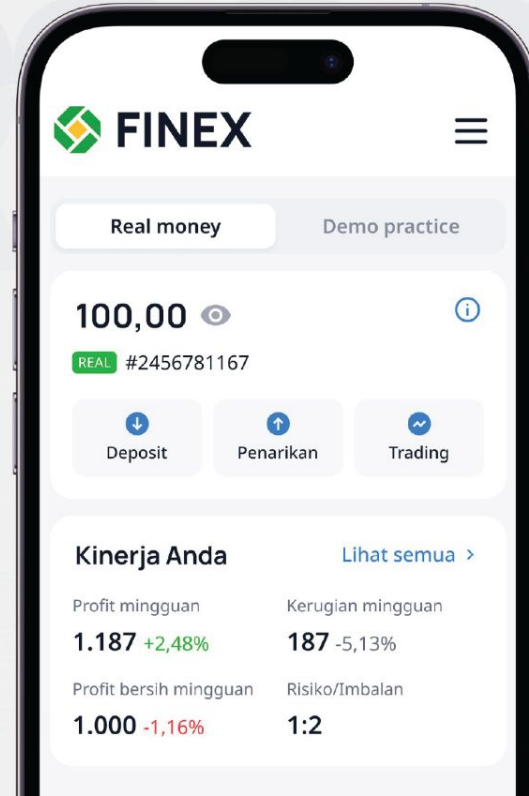 FINEX
Real money Demo practice
100,00
REAL #2456781167
Deposit Penarikan Trading
Kinerja Anda Lihat semua >
Profit mingguan Kerugian mingguan
1.187 +2,48% 187 -5,13%
Profit bersih mingguan Risiko/Imbalan
1.000 -1,16% 1:2